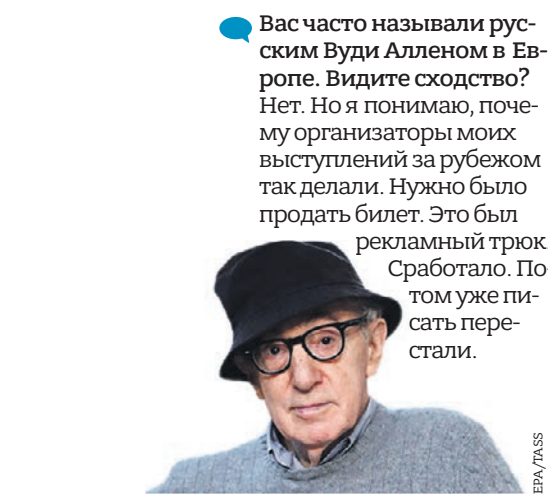 Вас часто называли рус-
ским Вуди Алленом в Ев-
ропе. Видите сходство?
Нет. Но я понимаю, поче-
му организаторы моих
выступлений за рубежом
так делали. Нужно было
продать билет. Это был
рекламный трюк
Сработало. По-
том уже пи-
сать пере-
стали.
EPA/TASS